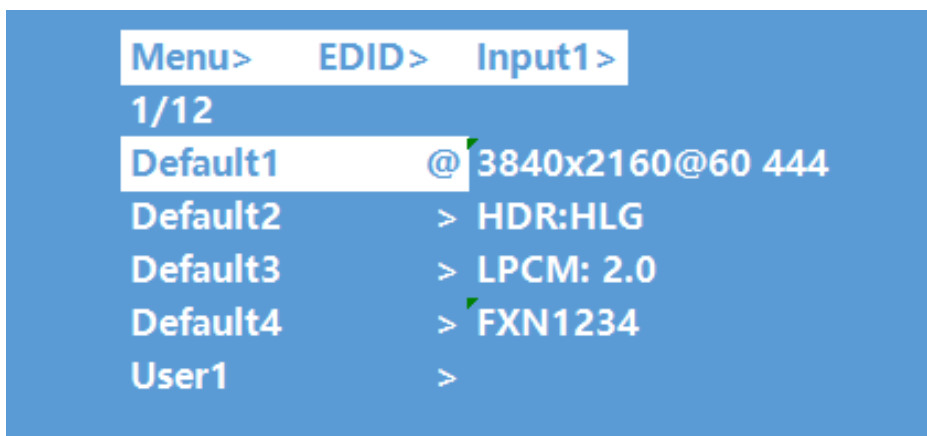 Menu> EDID> Input1>
1/12
Default1 @ 3840x2160@60 444
Default2 > HDR:HLG
Default3 > LPCM: 2.0
Default4 > FXN1234
User1 >